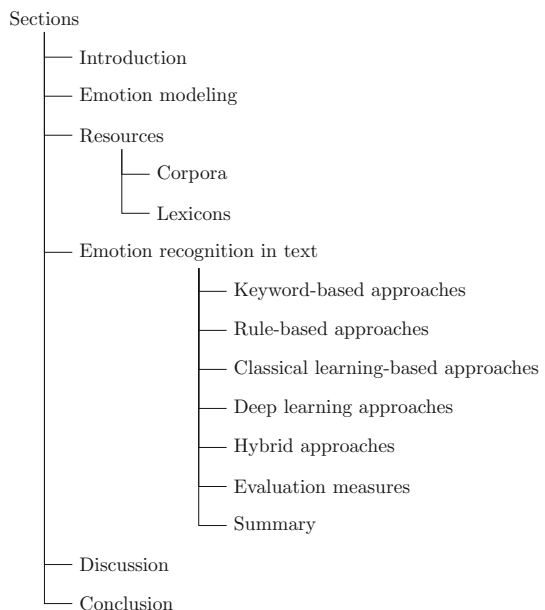 Sections
Introduction
Emotion modeling
Resources
Corpora
Lexicons
Emotion recognition in text
Keyword-based approaches
Rule-based approaches
Classical learning-based approaches
Deep learning approaches
Hybrid approaches
Evaluation measures
Summary
Discussion
Conclusion